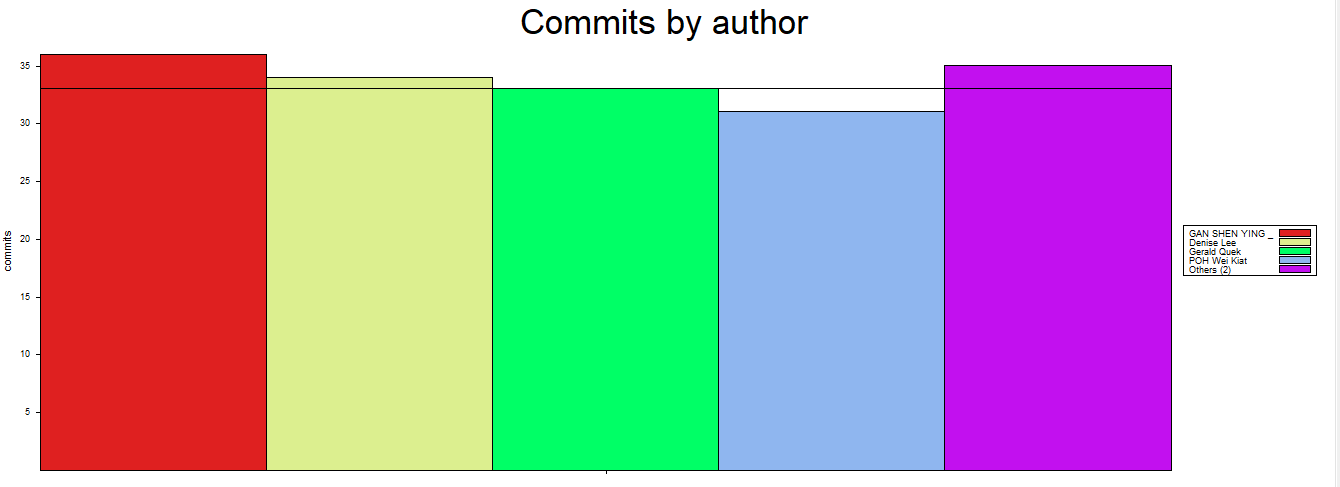 Commits by author
35
30
25
20
15
10
5
commits
GAN SHEN YING _
Denise Lee
Gerald Quek
POH Wei Kiat
Others (2)